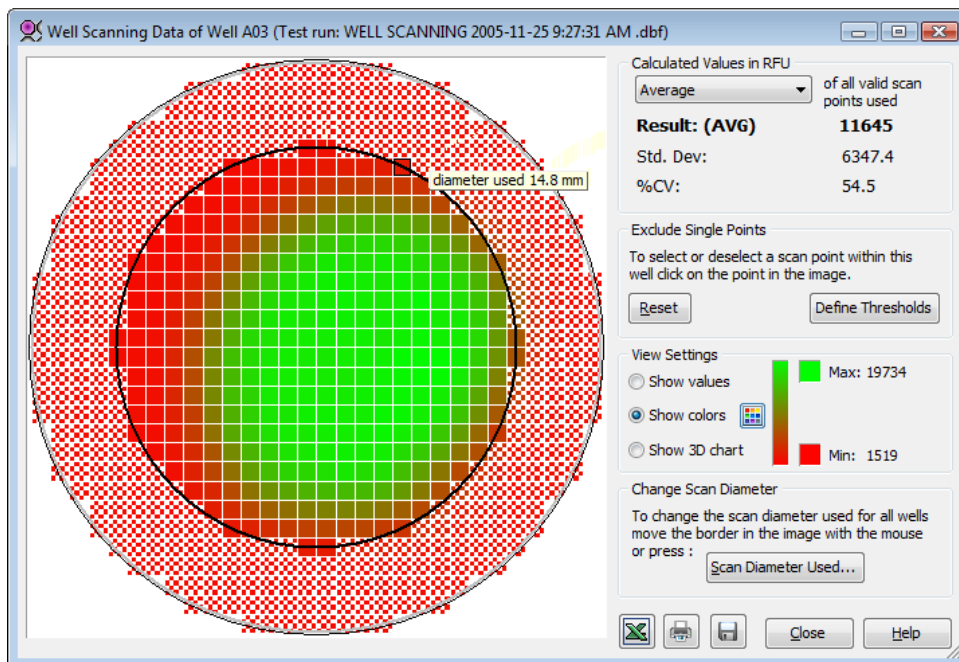 Well Scanning Data of Well A03 (Test run: WELL SCANNING 2005-11-25 9:27:31 AM .dbf)
diameter used 14.8 mm
Calculated Values in RFU
Average
of all valid scan
points used
Result: (AVG) 11645
Std. Dev: 6347.4
%CV: 54.5
Exclude Single Points
To select or deselect a scan point within this
well click on the point in the image.
Reset
Define Thresholds
View Settings
Show values
Show colors
Show 3D chart
Max: 19734
Min: 1519
Change Scan Diameter
To change the scan diameter used for all wells
move the border in the image with the mouse
or press :
Scan Diameter Used...
Close
Help